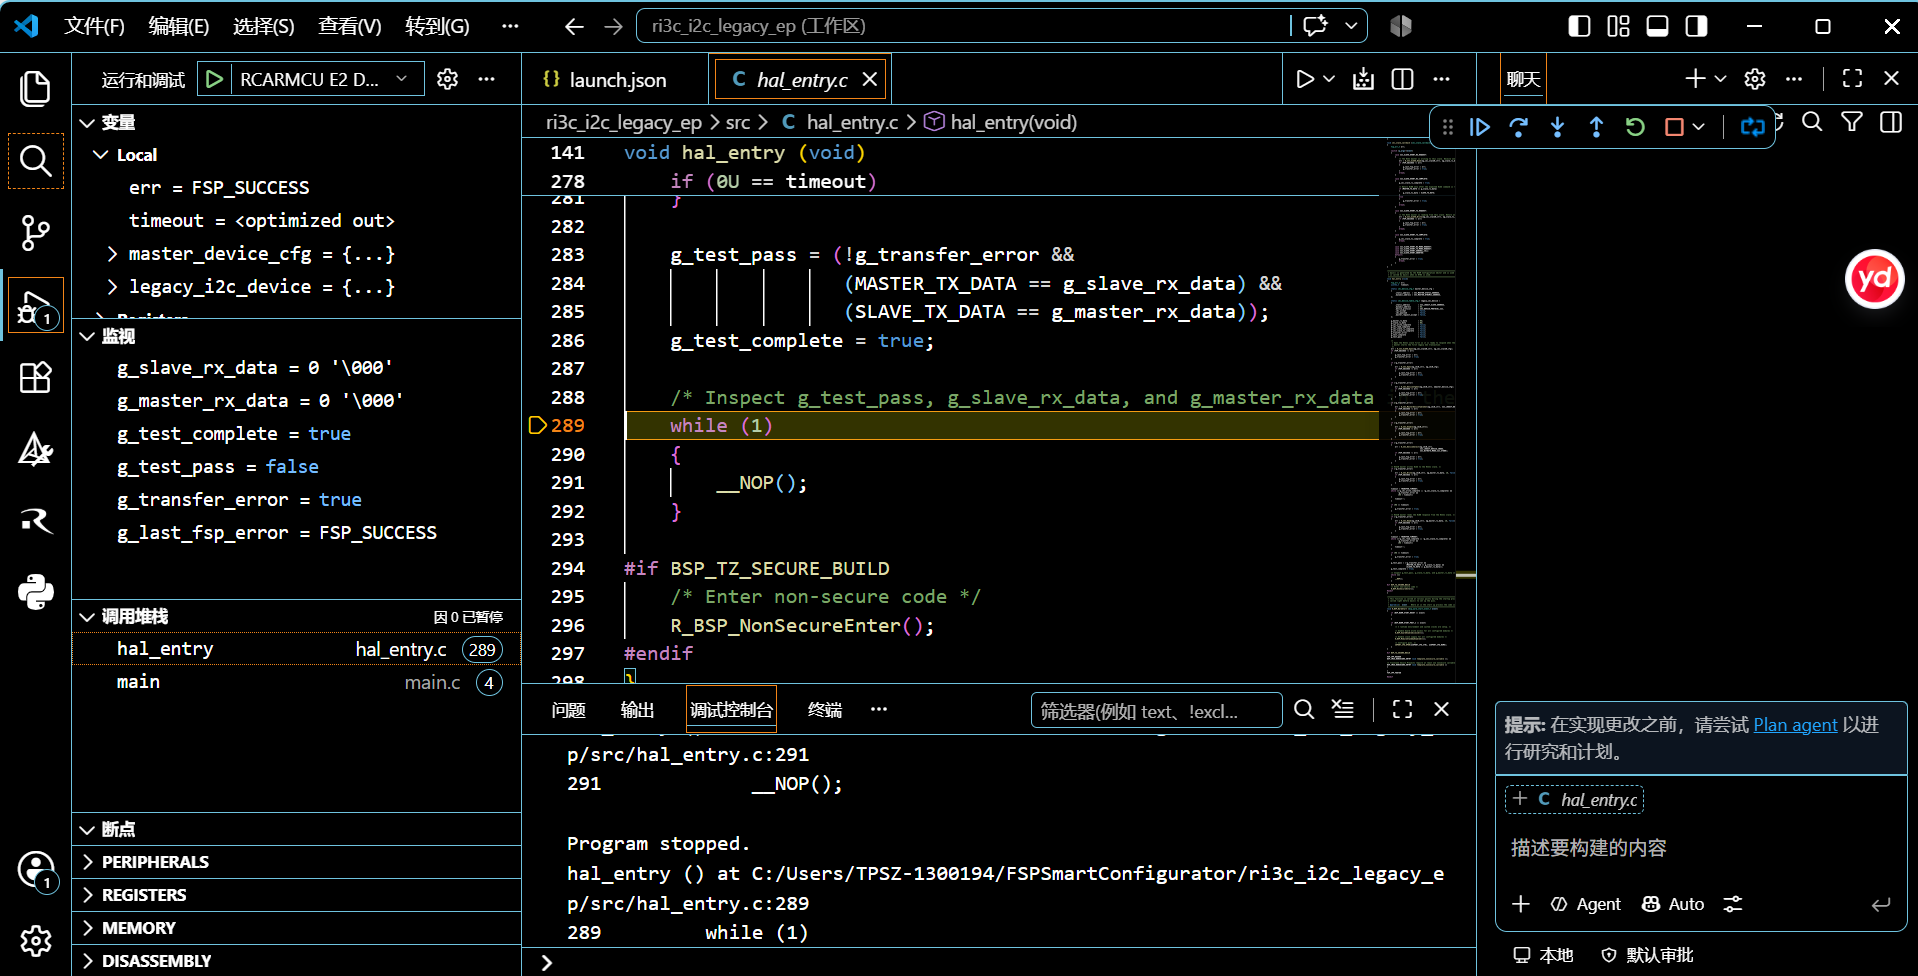 文件(F) 编辑(E) 选择(S) 查看(V) 转到(G) ··· ri3c_i2c_legacy_ep (工作区)
运行和调试 RCARMCU E2 D... ···
变量
Local
err = FSP_SUCCESS
timeout = <optimized out>
master_device_cfg = {...}
legacy_i2c_device = {...}
监视
g_slave_rx_data = 0 '\000'
g_master_rx_data = 0 '\000'
g_test_complete = true
g_test_pass = false
g_transfer_error = true
g_last_fsp_error = FSP_SUCCESS
调用堆栈 因 0 已暂停
hal_entry hal_entry.c 289
main main.c 4
断点
PERIPHERALS
REGISTERS
MEMORY
DISASSEMBLY
1
1
{} launch.json C hal_entry.c
ri3c_i2c_legacy_ep > src > C hal_entry.c > hal_entry(void)
141 void hal_entry (void)
278 if (0U == timeout)
281 }
282
283 g_test_pass = (!g_transfer_error &&
284 (MASTER_TX_DATA == g_slave_rx_data) &&
285 (SLAVE_TX_DATA == g_master_rx_data));
286 g_test_complete = true;
287
288 /* Inspect g_test_pass, g_slave_rx_data, and g_master_rx_data
289 while (1)
290 {
291 __NOP();
292 }
293
294 #if BSP_TZ_SECURE_BUILD
295 /* Enter non-secure code */
296 R_BSP_NonSecureEnter();
297 #endif
298 }
问题 输出 调试控制台 终端 ··· 筛选器(例如 text、!excl...
p/src/hal_entry.c:291
291 __NOP();
Program stopped.
hal_entry () at C:/Users/TPSZ-1300194/FSPSmartConfigurator/ri3c_i2c_legacy_e
p/src/hal_entry.c:289
289 while (1)
聊天
yd
提示: 在实现更改之前，请尝试 Plan agent 以进
行研究和计划。
+ C hal_entry.c
描述要构建的内容
Agent Auto
本地 默认审批